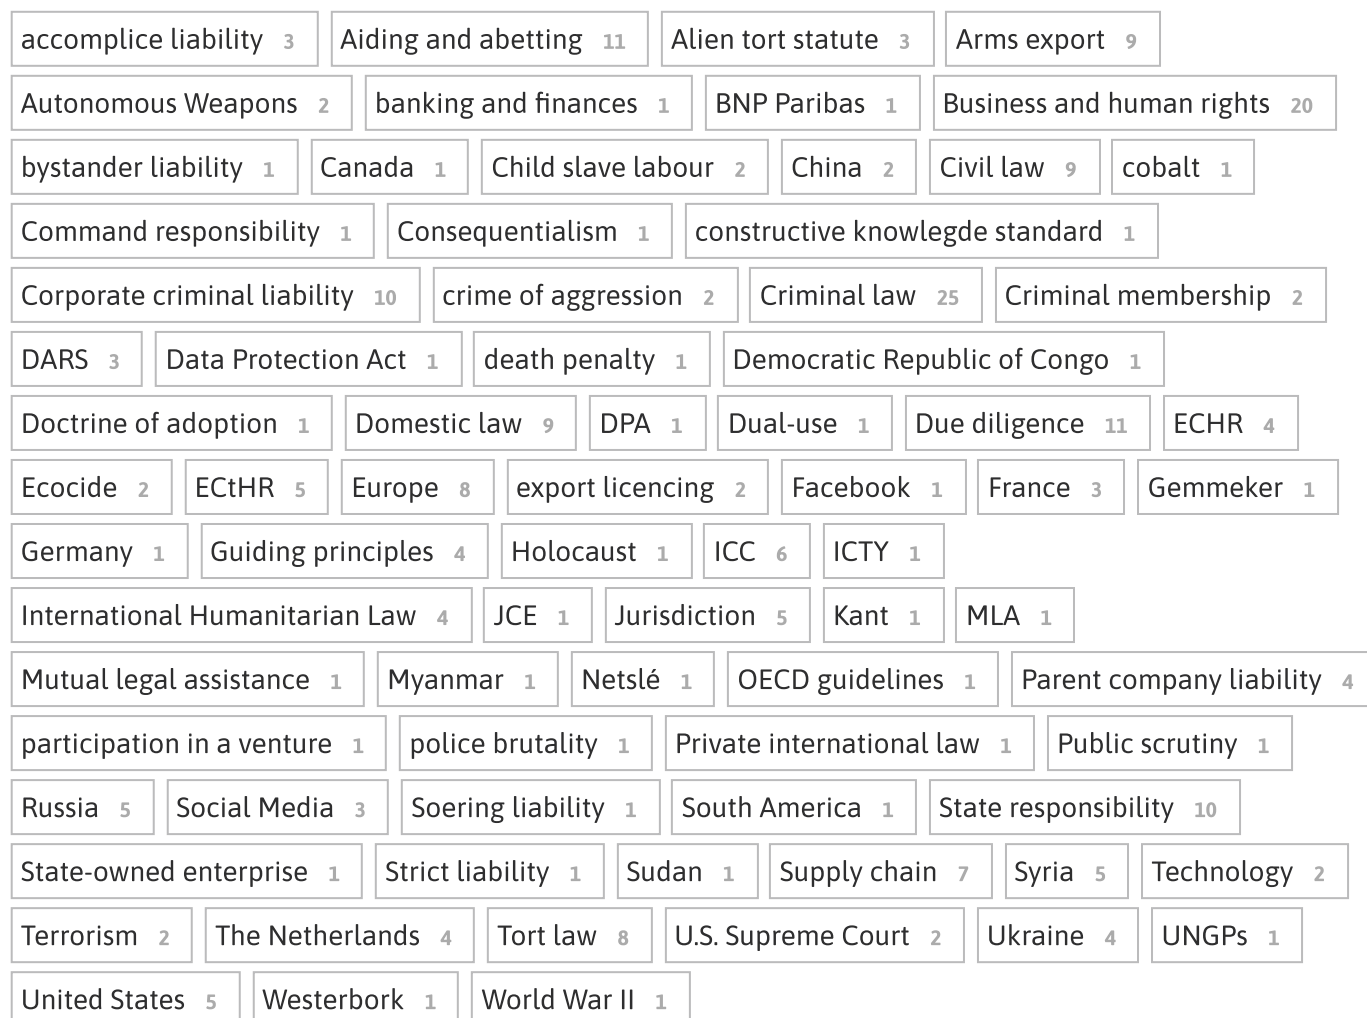 accomplice liability 3 Aiding and abetting 11 Alien tort statute 3 Arms export 9
Autonomous Weapons 2 banking and finances 1 BNP Paribas 1 Business and human rights 20
bystander liability 1 Canada 1 Child slave labour 2 China 2 Civil law 9 cobalt 1
Command responsibility 1 Consequentialism 1 constructive knowlegde standard 1
Corporate criminal liability 10 crime of aggression 2 Criminal law 25 Criminal membership 2
DARS 3 Data Protection Act 1 death penalty 1 Democratic Republic of Congo 1
Doctrine of adoption 1 Domestic law 9 DPA 1 Dual-use 1 Due diligence 11 ECHR 4
Ecocide 2 ECtHR 5 Europe 8 export licencing 2 Facebook 1 France 3 Gemmeker 1
Germany 1 Guiding principles 4 Holocaust 1 ICC 6 ICTY 1
International Humanitarian Law 4 JCE 1 Jurisdiction 5 Kant 1 MLA 1
Mutual legal assistance 1 Myanmar 1 Netslé 1 OECD guidelines 1 Parent company liability 4
participation in a venture 1 police brutality 1 Private international law 1 Public scrutiny 1
Russia 5 Social Media 3 Soering liability 1 South America 1 State responsibility 10
State-owned enterprise 1 Strict liability 1 Sudan 1 Supply chain 7 Syria 5 Technology 2
Terrorism 2 The Netherlands 4 Tort law 8 U.S. Supreme Court 2 Ukraine 4 UNGPs 1
United States 5 Westerbork 1 World War II 1